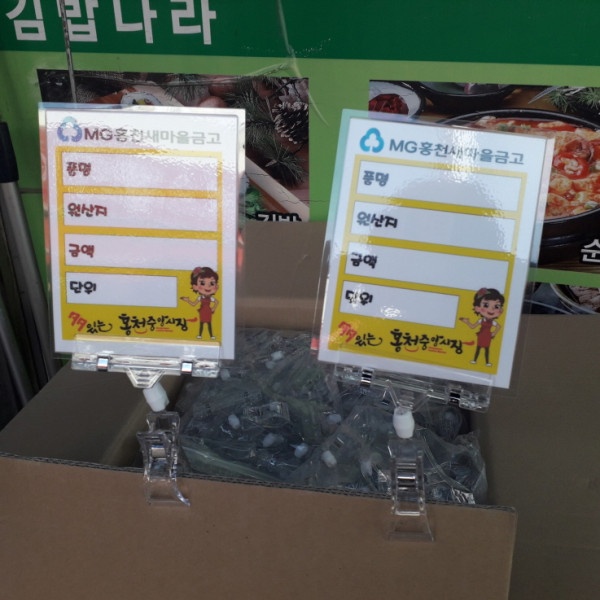 김밥나라
MG홍천새마을금고
품명
원산지
금액
단위
맛있는 홍천중앙시장
MG홍천새마을금고
품명
원산지
금액
단위
맛있는 홍천중앙시장
김밥
순